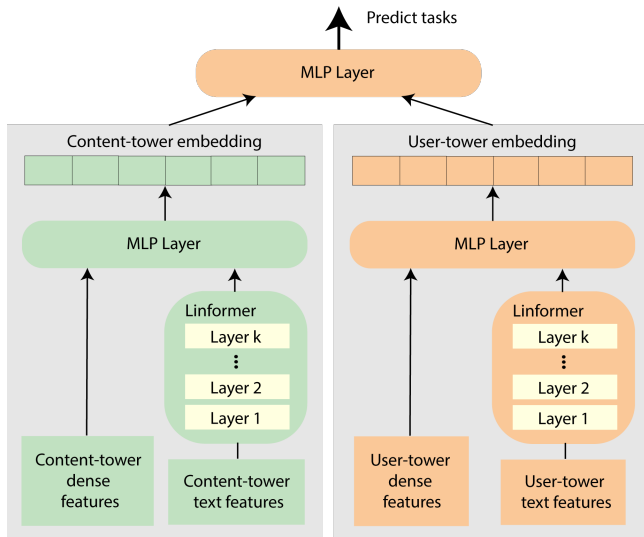 Predict tasks
MLP Layer
Content-tower embedding
MLP Layer
Linformer
Layer k
Layer 2
Layer 1
Content-tower
dense
features
Content-tower
text features
User-tower embedding
MLP Layer
Linformer
Layer k
Layer 2
Layer 1
User-tower
dense
features
User-tower
text features